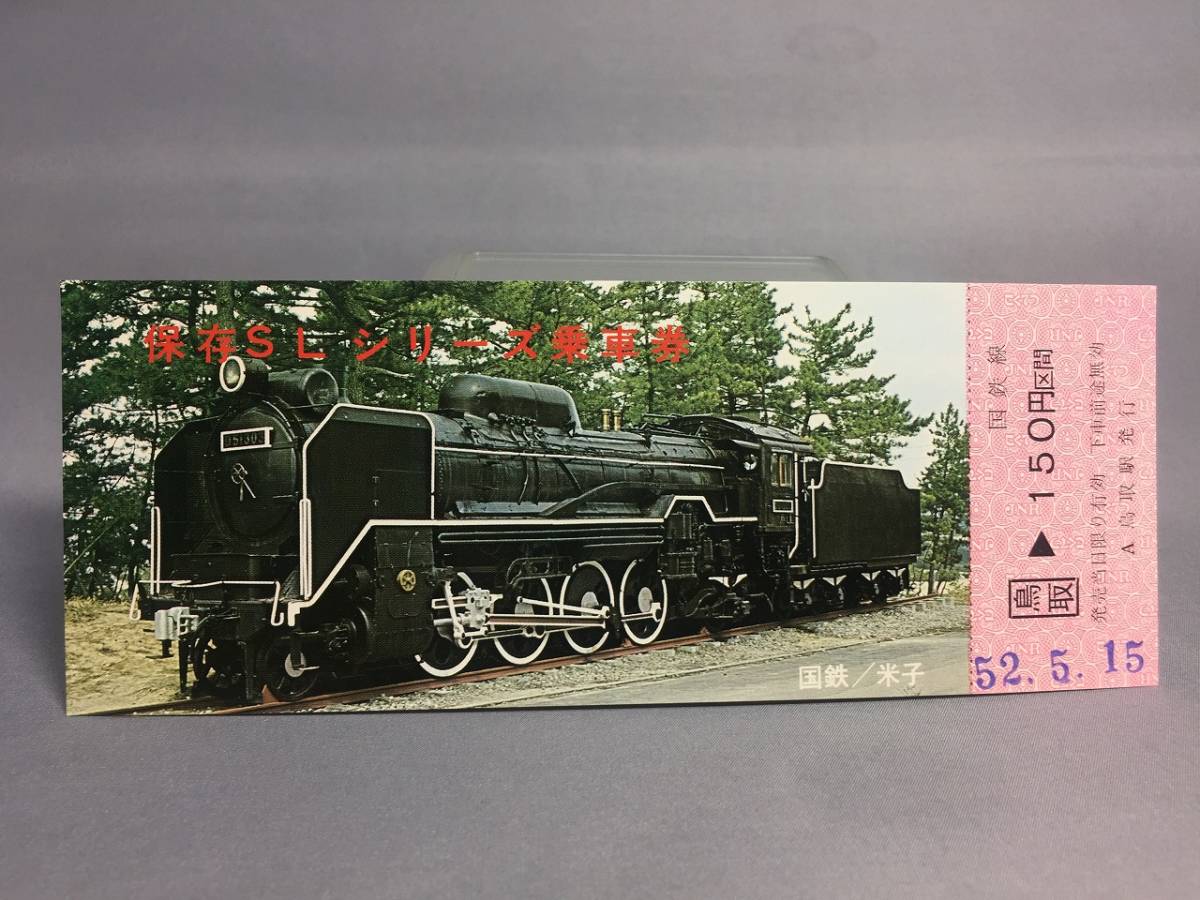 保存SLシリーズ乗車券
国鉄／米子
国鉄線
鳥取 ▶ 150円区間
発売当日限り有効 下車前途無効
A 鳥取駅発行
52.5.15
JNR